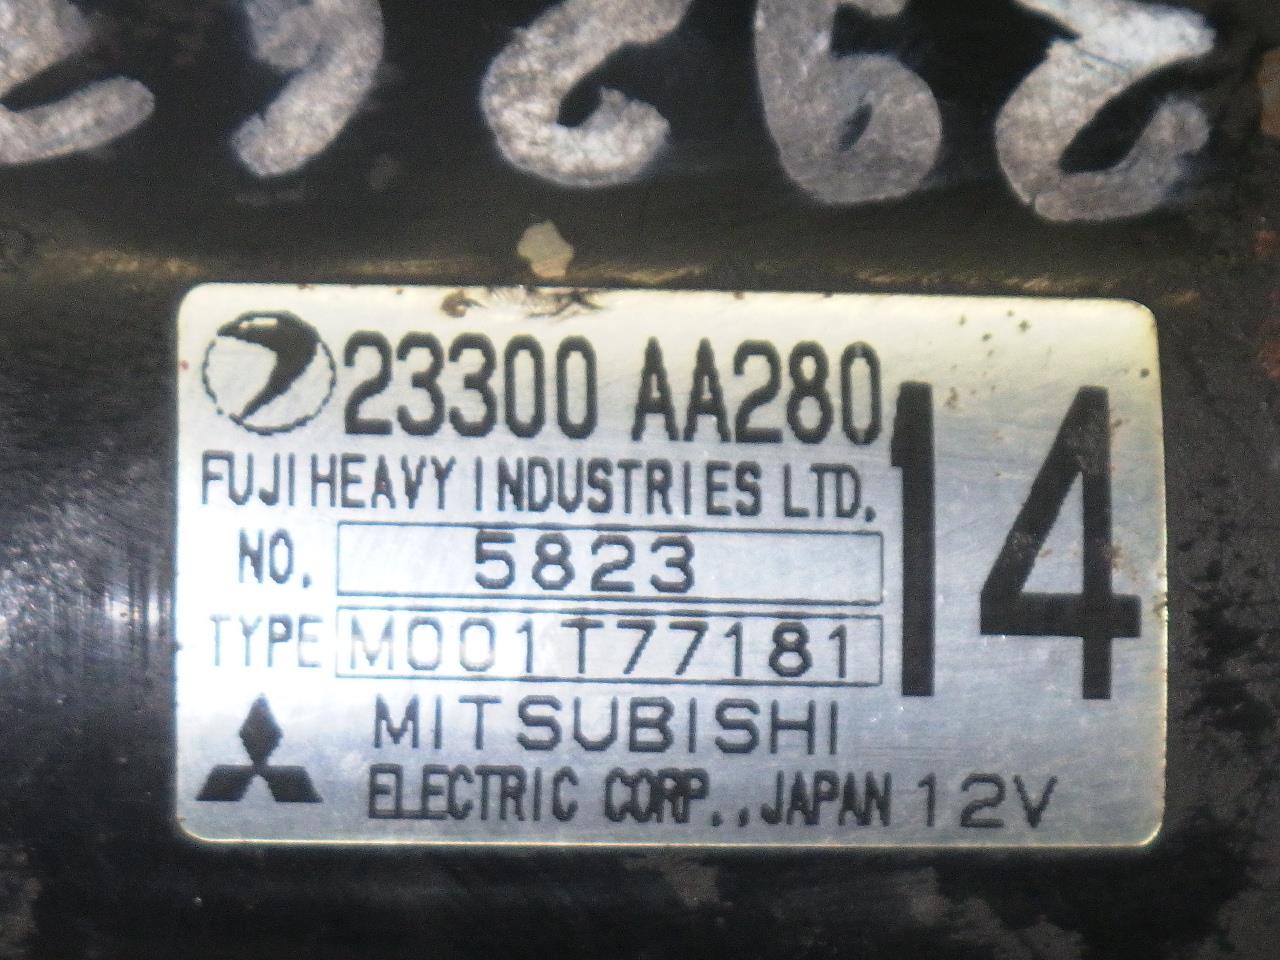 23300 AA280
14
FUJI HEAVY INDUSTRIES LTD.
NO. 5823
TYPE M001T77181
MITSUBISHI
ELECTRIC CORP.,JAPAN 12V